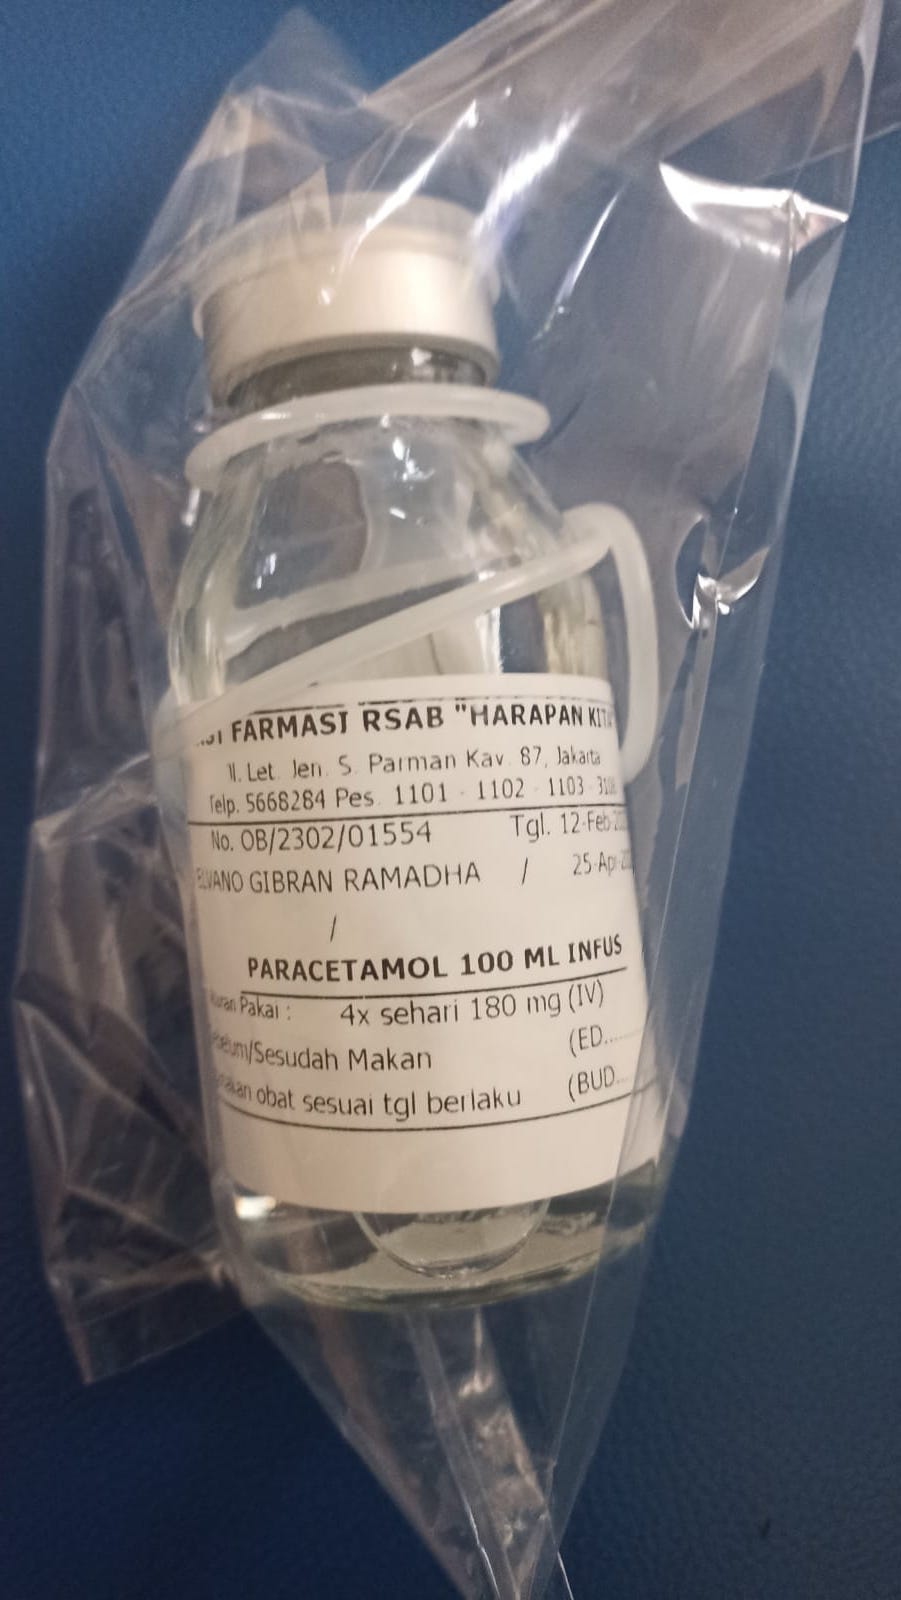 FARMASI RSAB "HARAPAN
Jl. Let. Jen. S. Parman Kav. 87, Jakarta
Telp. 5668284 Pes. 1101 - 1102 - 1103 -
No. OB/2302/01554 Tgl. 12-Feb-
ELVANO GIBRAN RAMADHA / 25-Apr-
/
PARACETAMOL 100 ML INFUS
Pakai : 4x sehari 180 mg (IV)
/Sesudah Makan (ED......
obat sesuai tgl berlaku (BUD....